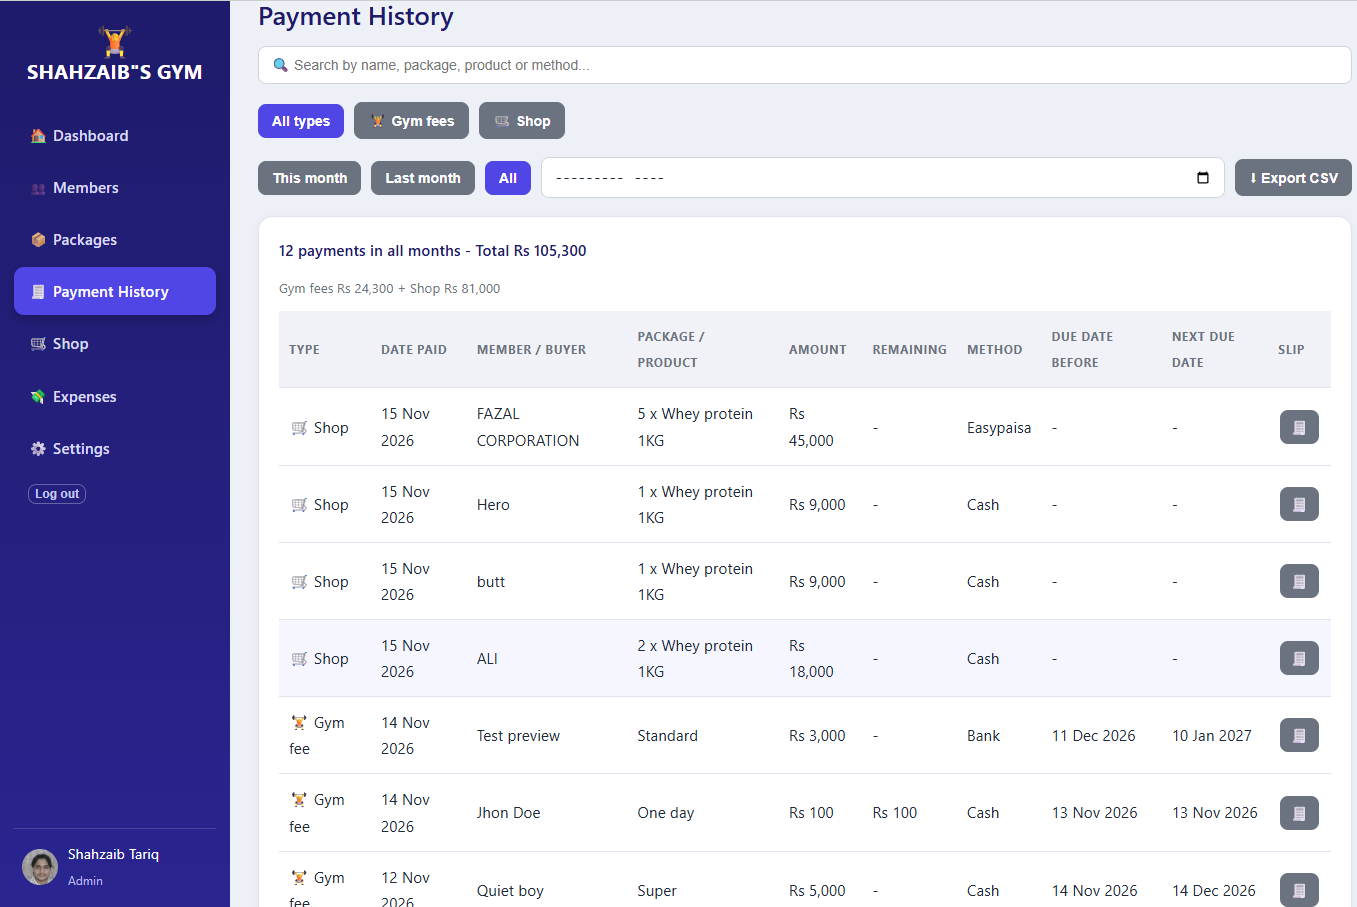 Payment History
SHAHZAIB"S GYM
Search by name, package, product or method...
All types
Gym fees
Shop
Dashboard
Members
Packages
Payment History
Shop
Expenses
Settings
Log out
This month
Last month
All
--------- ----
⬇ Export CSV
12 payments in all months - Total Rs 105,300
Gym fees Rs 24,300 + Shop Rs 81,000
TYPE
DATE PAID
MEMBER / BUYER
PACKAGE /
PRODUCT
AMOUNT
REMAINING
METHOD
DUE DATE
BEFORE
NEXT DUE
DATE
SLIP
Shop
15 Nov
2026
FAZAL
CORPORATION
5 x Whey protein
1KG
Rs
45,000
-
Easypaisa
-
-
Shop
15 Nov
2026
Hero
1 x Whey protein
1KG
Rs 9,000
-
Cash
-
-
Shop
15 Nov
2026
butt
1 x Whey protein
1KG
Rs 9,000
-
Cash
-
-
Shop
15 Nov
2026
ALI
2 x Whey protein
1KG
Rs
18,000
-
Cash
-
-
Gym
fee
14 Nov
2026
Test preview
Standard
Rs 3,000
-
Bank
11 Dec 2026
10 Jan 2027
Gym
fee
14 Nov
2026
Jhon Doe
One day
Rs 100
Rs 100
Cash
13 Nov 2026
13 Nov 2026
Gym
fee
12 Nov
2026
Quiet boy
Super
Rs 5,000
-
Cash
14 Nov 2026
14 Dec 2026
Shahzaib Tariq
Admin